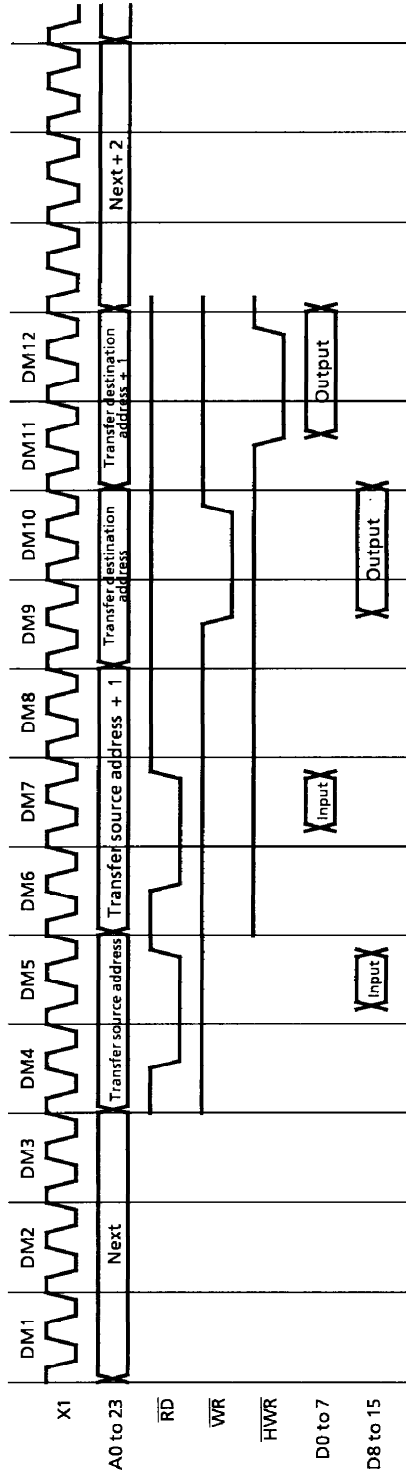 DM1 DM2 DM3 DM4 DM5 DM6 DM7 DM8 DM9 DM10 DM11 DM12
X1
A0 to 23
Next
Transfer source address
Transfer source address + 1
Transfer destination
address
Transfer destination
address + 1
Next + 2
RD
WR
HWR
D0 to 7
Input
Output
D8 to 15
Input
Output